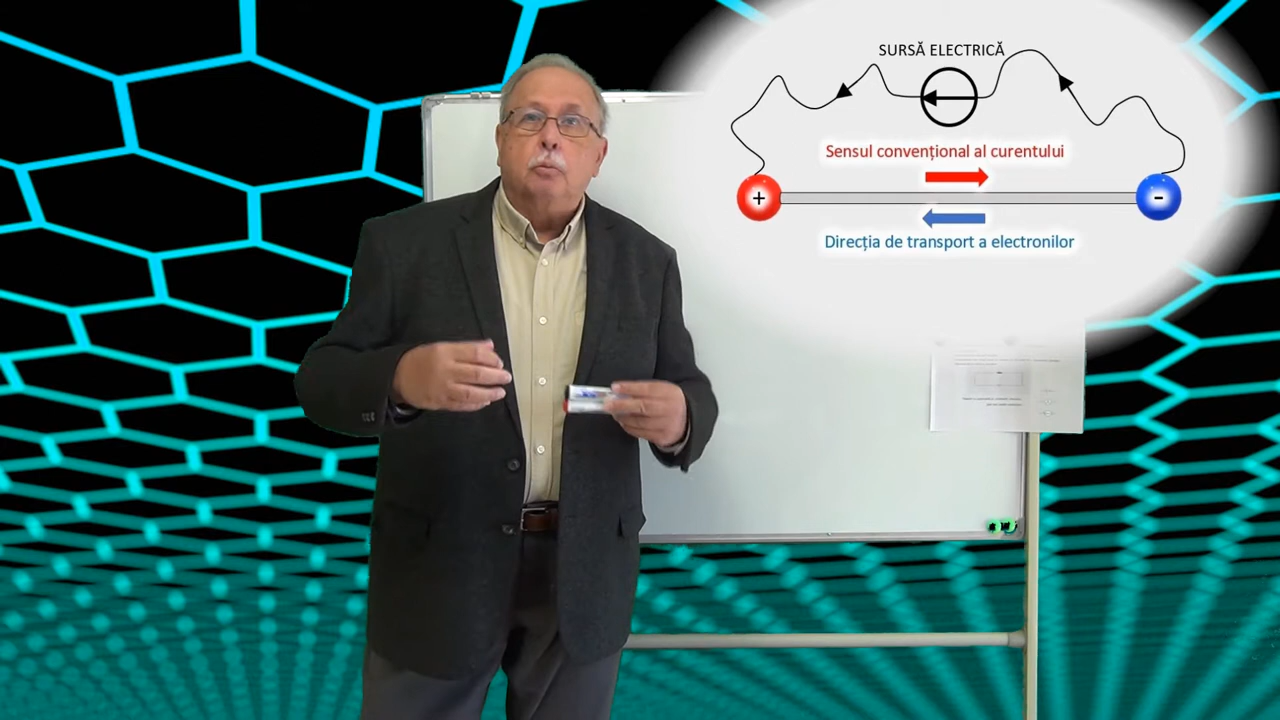 SURSĂ ELECTRICĂ
Sensul convențional al curentului
+ -
Direcția de transport a electronilor